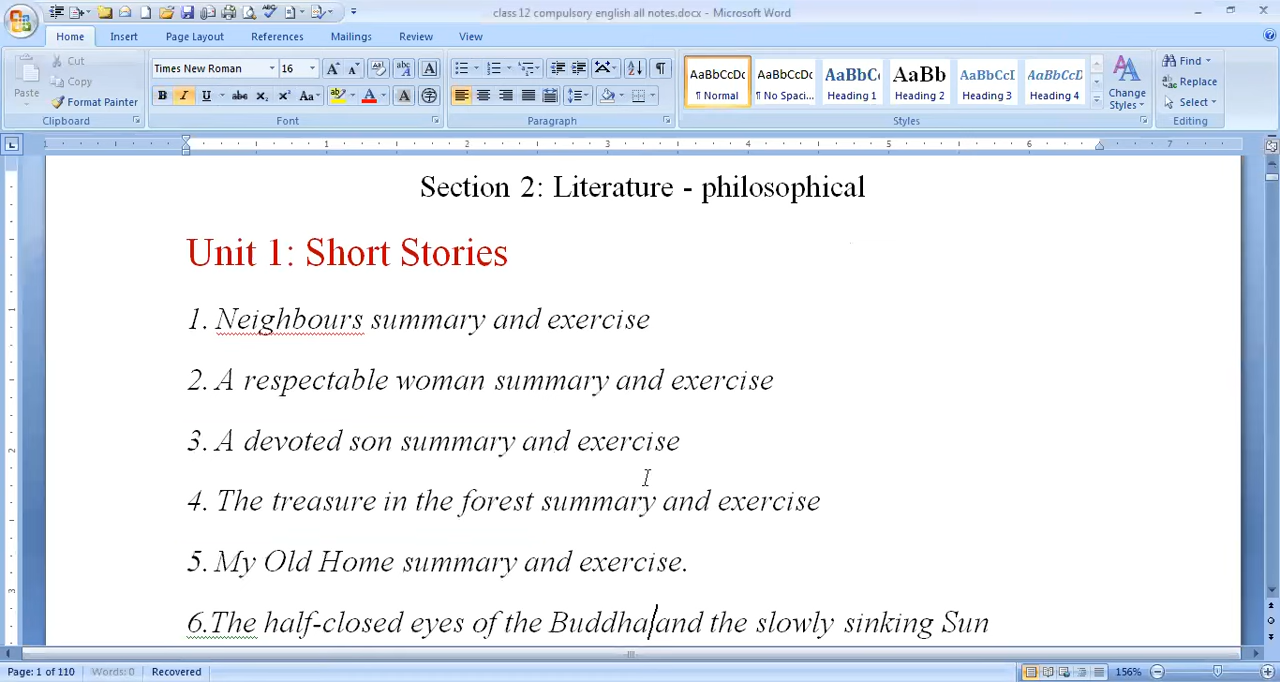 class 12 compulsory english all notes.docx - Microsoft Word
Home Insert Page Layout References Mailings Review View
Paste
Cut
Copy
Format Painter
Clipboard
Times New Roman 16
Font
Paragraph
AaBbCcDc AaBbCcDc AaBbC AaBb AaBbCcI AaBbCcD
¶ Normal ¶ No Spaci... Heading 1 Heading 2 Heading 3 Heading 4
Change Styles
Styles
Find
Replace
Select
Editing
Section 2: Literature - philosophical
Unit 1: Short Stories
1. Neighbours summary and exercise
2. A respectable woman summary and exercise
3. A devoted son summary and exercise
4. The treasure in the forest summary and exercise
5. My Old Home summary and exercise.
6.The half-closed eyes of the Buddha and the slowly sinking Sun
Page: 1 of 110 Words: 0 Recovered 156%